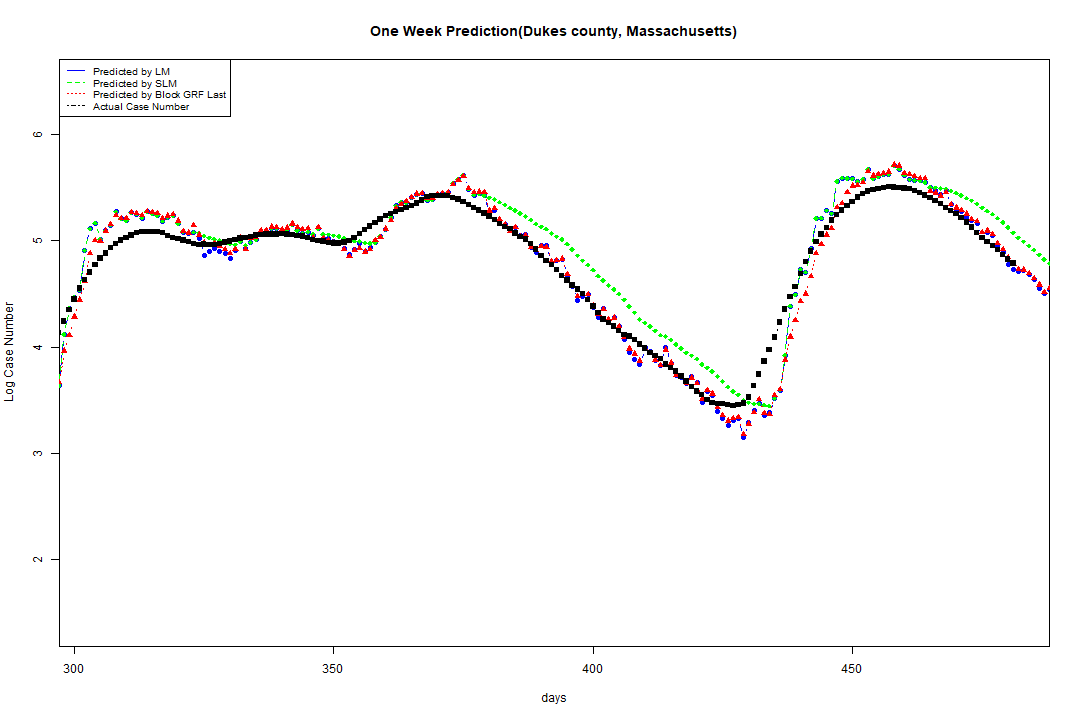 One Week Prediction(Dukes county, Massachusetts)
Predicted by LM
Predicted by SLM
Predicted by Block GRF Last
Actual Case Number
6
5
4
3
2
Log Case Number
300 350 400 450
days